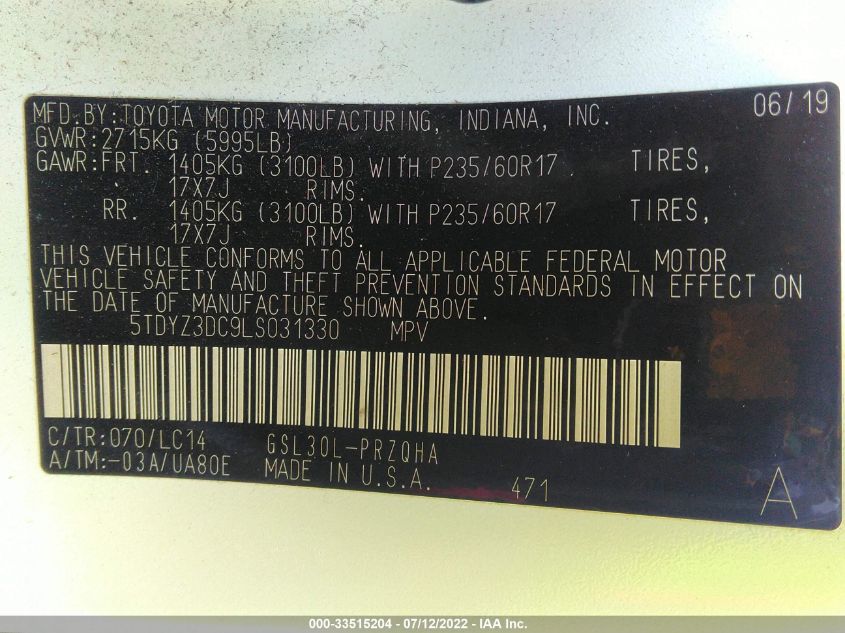 MFD.BY:TOYOTA MOTOR MANUFACTURING, INDIANA, INC. 06/19
GVWR:2715KG (5995LB)
GAWR:FRT. 1405KG (3100LB) WITH P235/60R17 TIRES,
17X7J RIMS.
RR. 1405KG (3100LB) WITH P235/60R17 TIRES,
17X7J RIMS.
THIS VEHICLE CONFORMS TO ALL APPLICABLE FEDERAL MOTOR
VEHICLE SAFETY AND THEFT PREVENTION STANDARDS IN EFFECT ON
THE DATE OF MANUFACTURE SHOWN ABOVE.
5TDYZ3DC9LS031330 MPV
C/TR:070/LC14 GSL30L-PRZQHA
A/TM:-03A/UA80E MADE IN U.S.A. 471 A
000-33515204 - 07/12/2022 - IAA Inc.